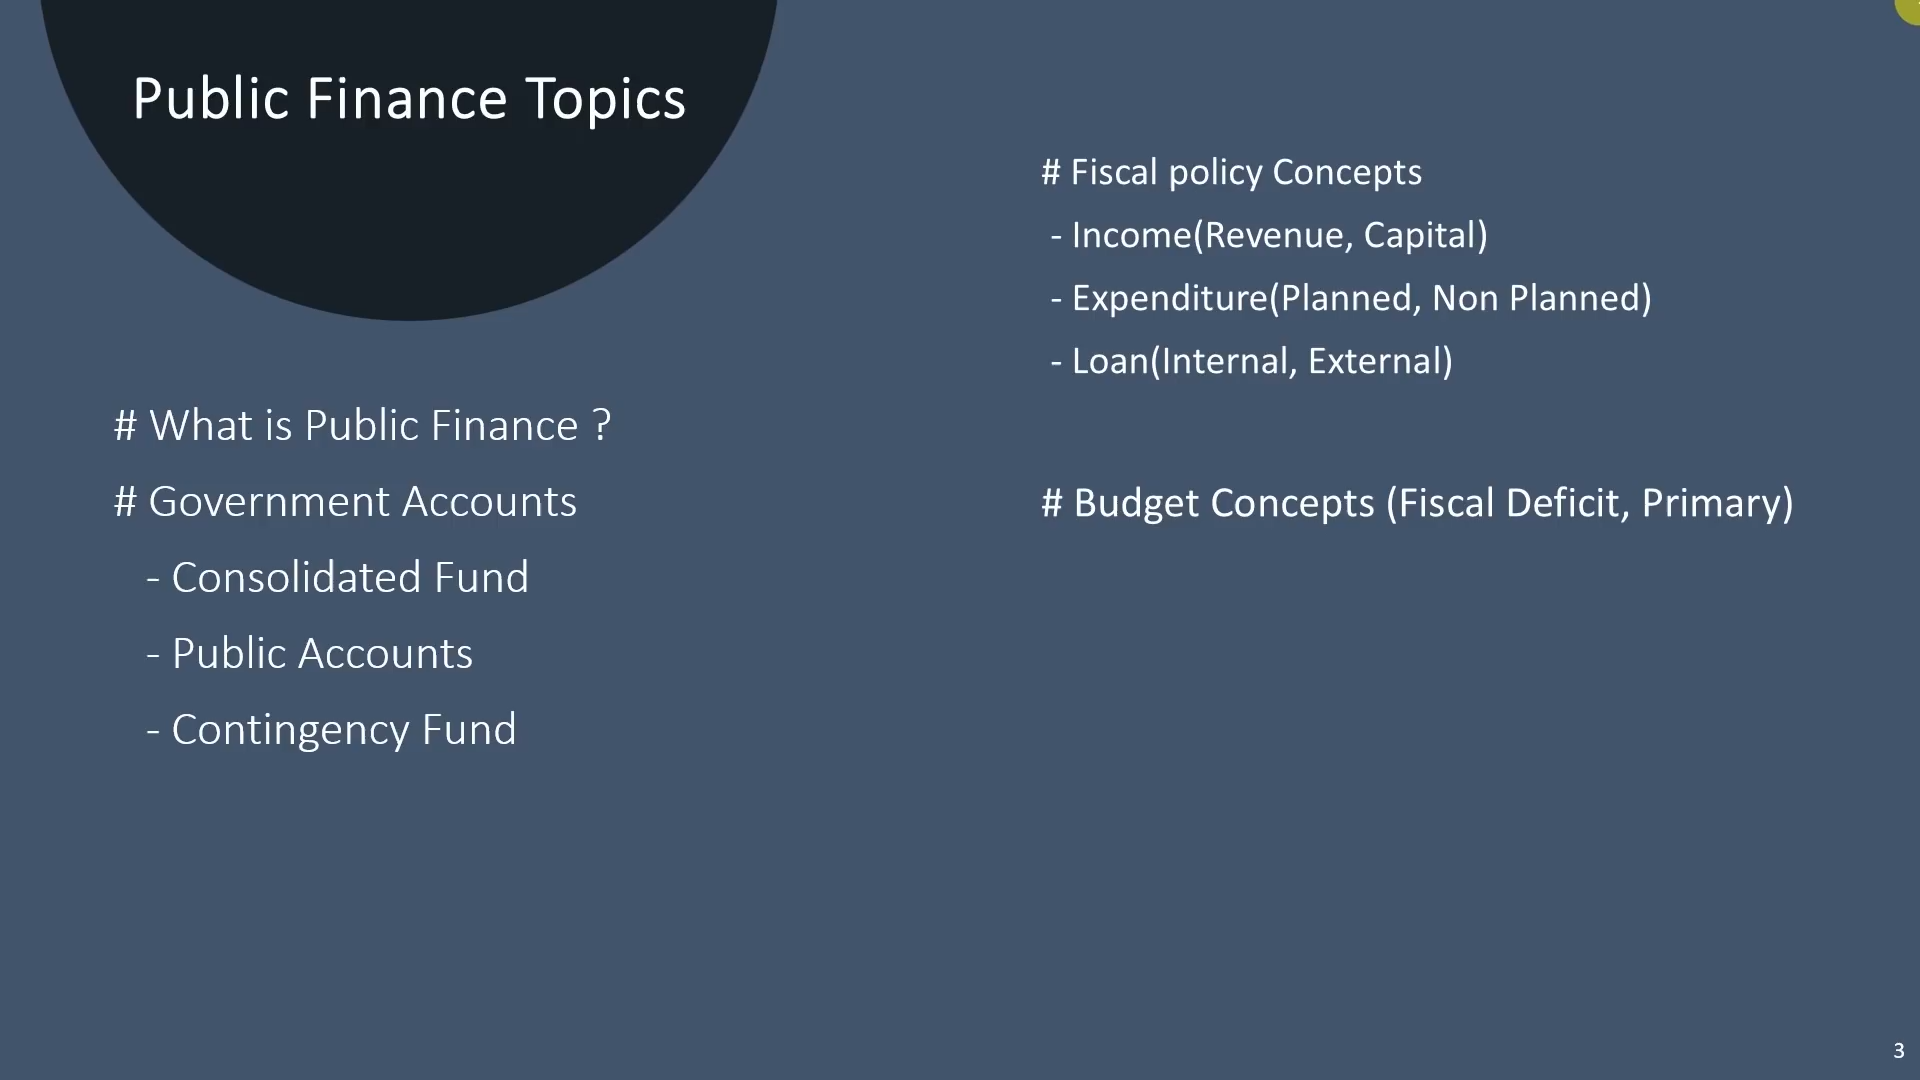 Public Finance Topics
# What is Public Finance ?
# Government Accounts
- Consolidated Fund
- Public Accounts
- Contingency Fund
# Fiscal policy Concepts
- Income(Revenue, Capital)
- Expenditure(Planned, Non Planned)
- Loan(Internal, External)
# Budget Concepts (Fiscal Deficit, Primary)
3